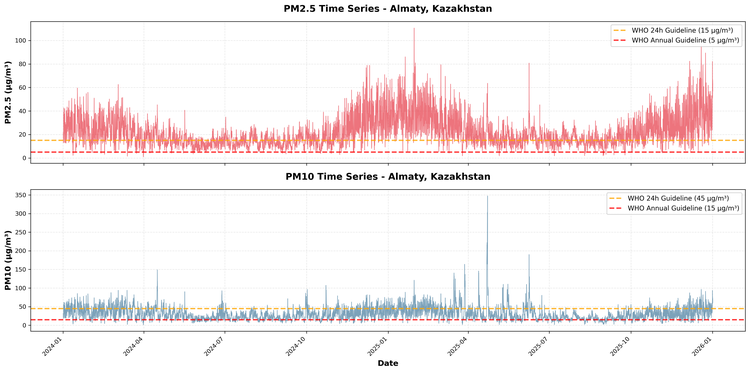 PM2.5 Time Series - Almaty, Kazakhstan
WHO 24h Guideline (15 μg/m³)
WHO Annual Guideline (5 μg/m³)
PM2.5 (μg/m³)
100
80
60
40
20
0
2024-01
2024-04
2024-07
2024-10
2025-01
2025-04
2025-07
2025-10
2026-01
PM10 Time Series - Almaty, Kazakhstan
WHO 24h Guideline (45 μg/m³)
WHO Annual Guideline (15 μg/m³)
PM10 (μg/m³)
350
300
250
200
150
100
50
0
Date